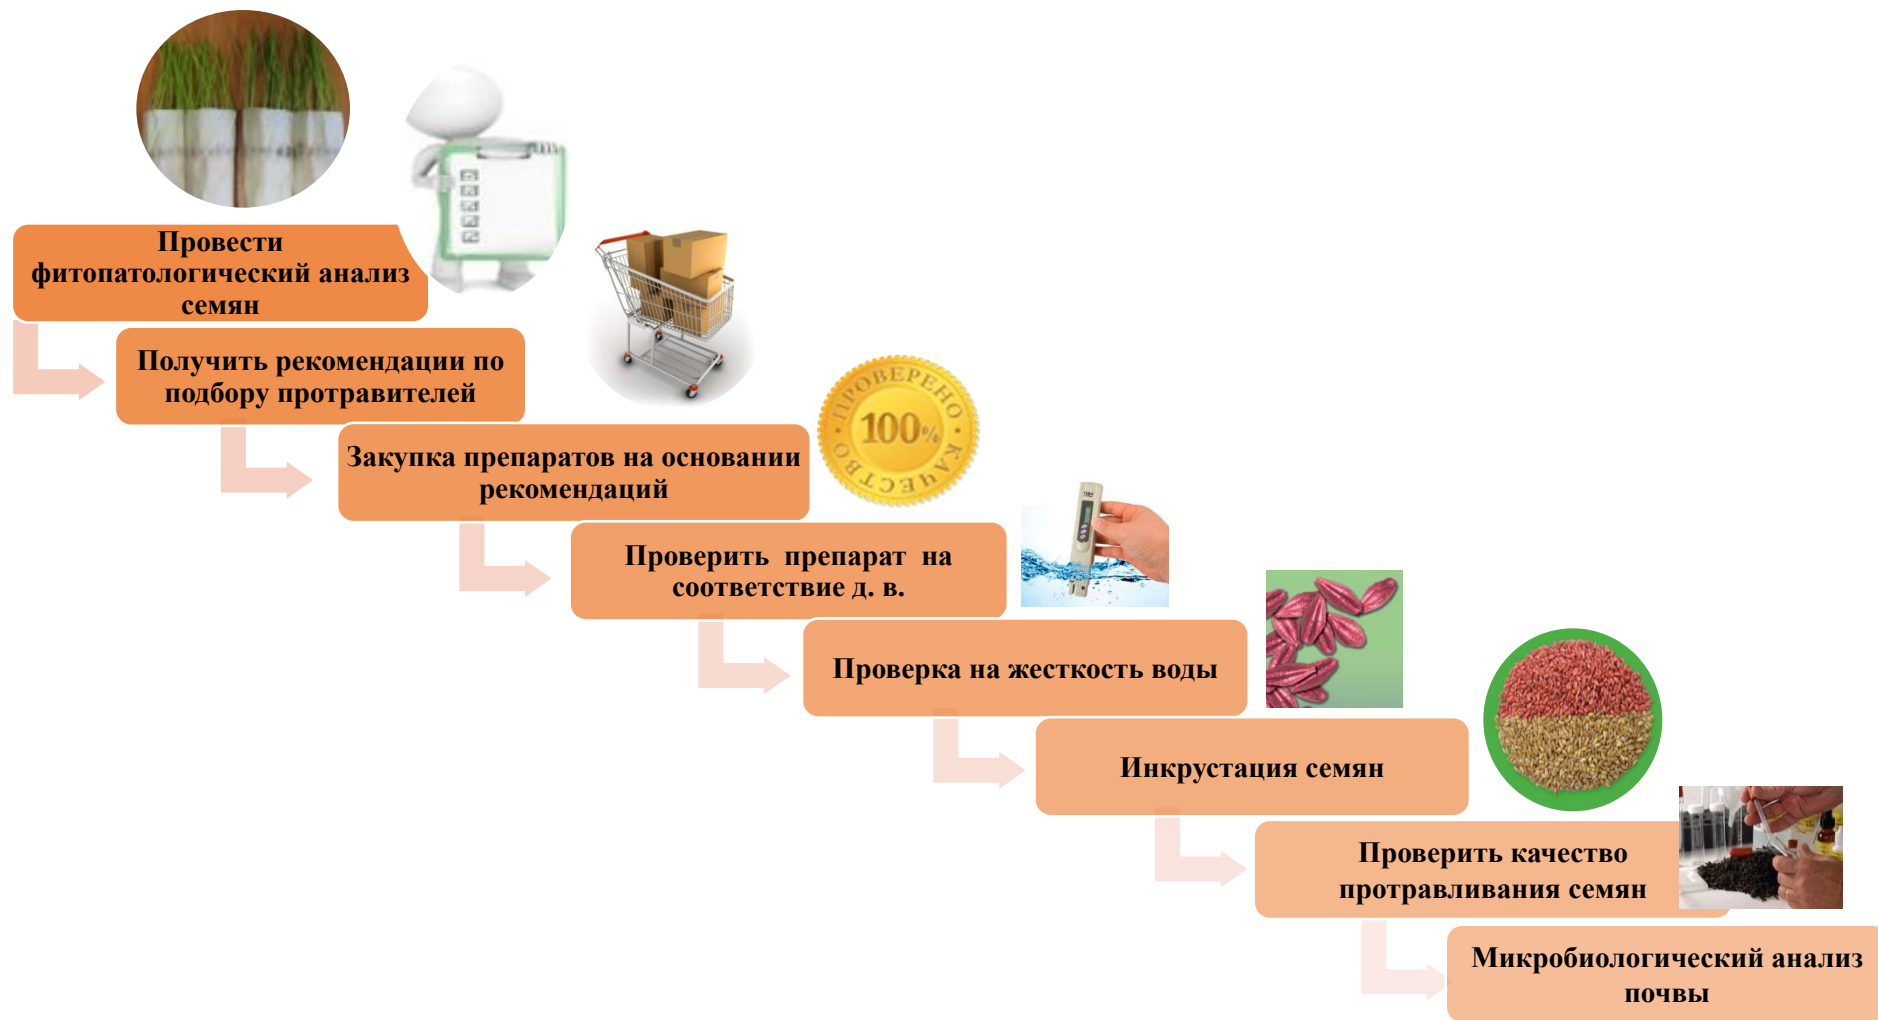 Провести
фитопатологический анализ
семян
Получить рекомендации по
подбору протравителей
Закупка препаратов на основании
рекомендаций
ПРОВЕРЕНО
100%
КАЧЕСТВО
Проверить препарат на
соответствие д. в.
Проверка на жесткость воды
Инкрустация семян
Проверить качество
протравливания семян
Микробиологический анализ
почвы